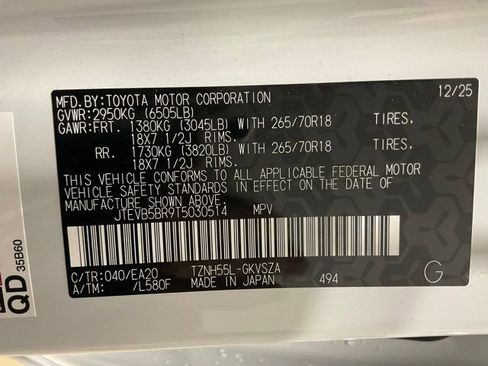 MFD.BY:TOYOTA MOTOR CORPORATION 12/25
GVWR:2950KG (6505LB)
GAWR:FRT. 1380KG (3045LB) WITH 265/70R18 TIRES.
18X7 1/2J RIMS.
RR. 1730KG (3820LB) WITH 265/70R18 TIRES.
18X7 1/2J RIMS.
THIS VEHICLE CONFORMS TO ALL APPLICABLE FEDERAL MOTOR
VEHICLE SAFETY STANDARDS IN EFFECT ON THE DATE OF
MANUFACTURE SHOWN ABOVE.
JTEVB5BR9T5030514 MPV
C/TR:040/EA20 TZNH55L-GKVSZA
A/TM: /L580F MADE IN JAPAN 494 G
QD 35B60